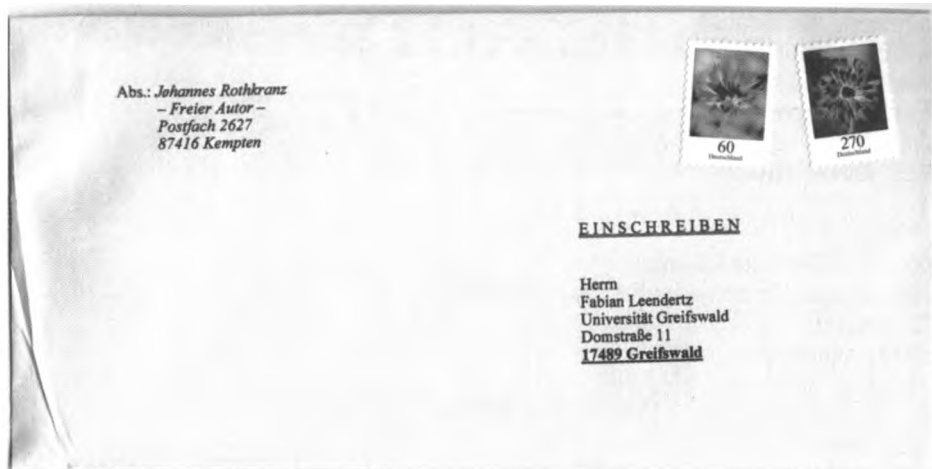 Abs.: Johannes Rothkranz
– Freier Autor –
Postfach 2627
87416 Kempten
60
Deutschland
270
Deutschland
EINSCHREIBEN
Herrn
Fabian Leendertz
Universität Greifswald
Domstraße 11
17489 Greifswald